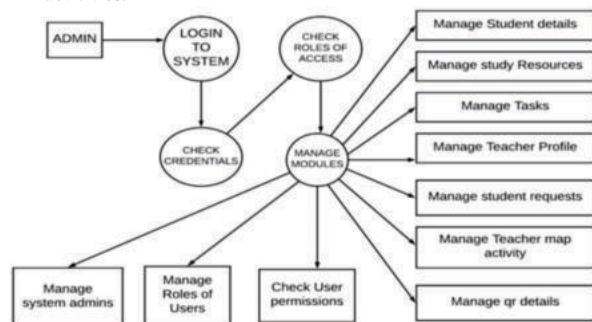 ADMIN
LOGIN
TO
SYSTEM
CHECK
ROLES OF
ACCESS
CHECK
CREDENTIALS
MANAGE
MODULES
Manage Student details
Manage study Resources
Manage Tasks
Manage Teacher Profile
Manage student requests
Manage Teacher map
activity
Manage qr details
Manage
system admins
Manage
Roles of
Users
Check User
permissions